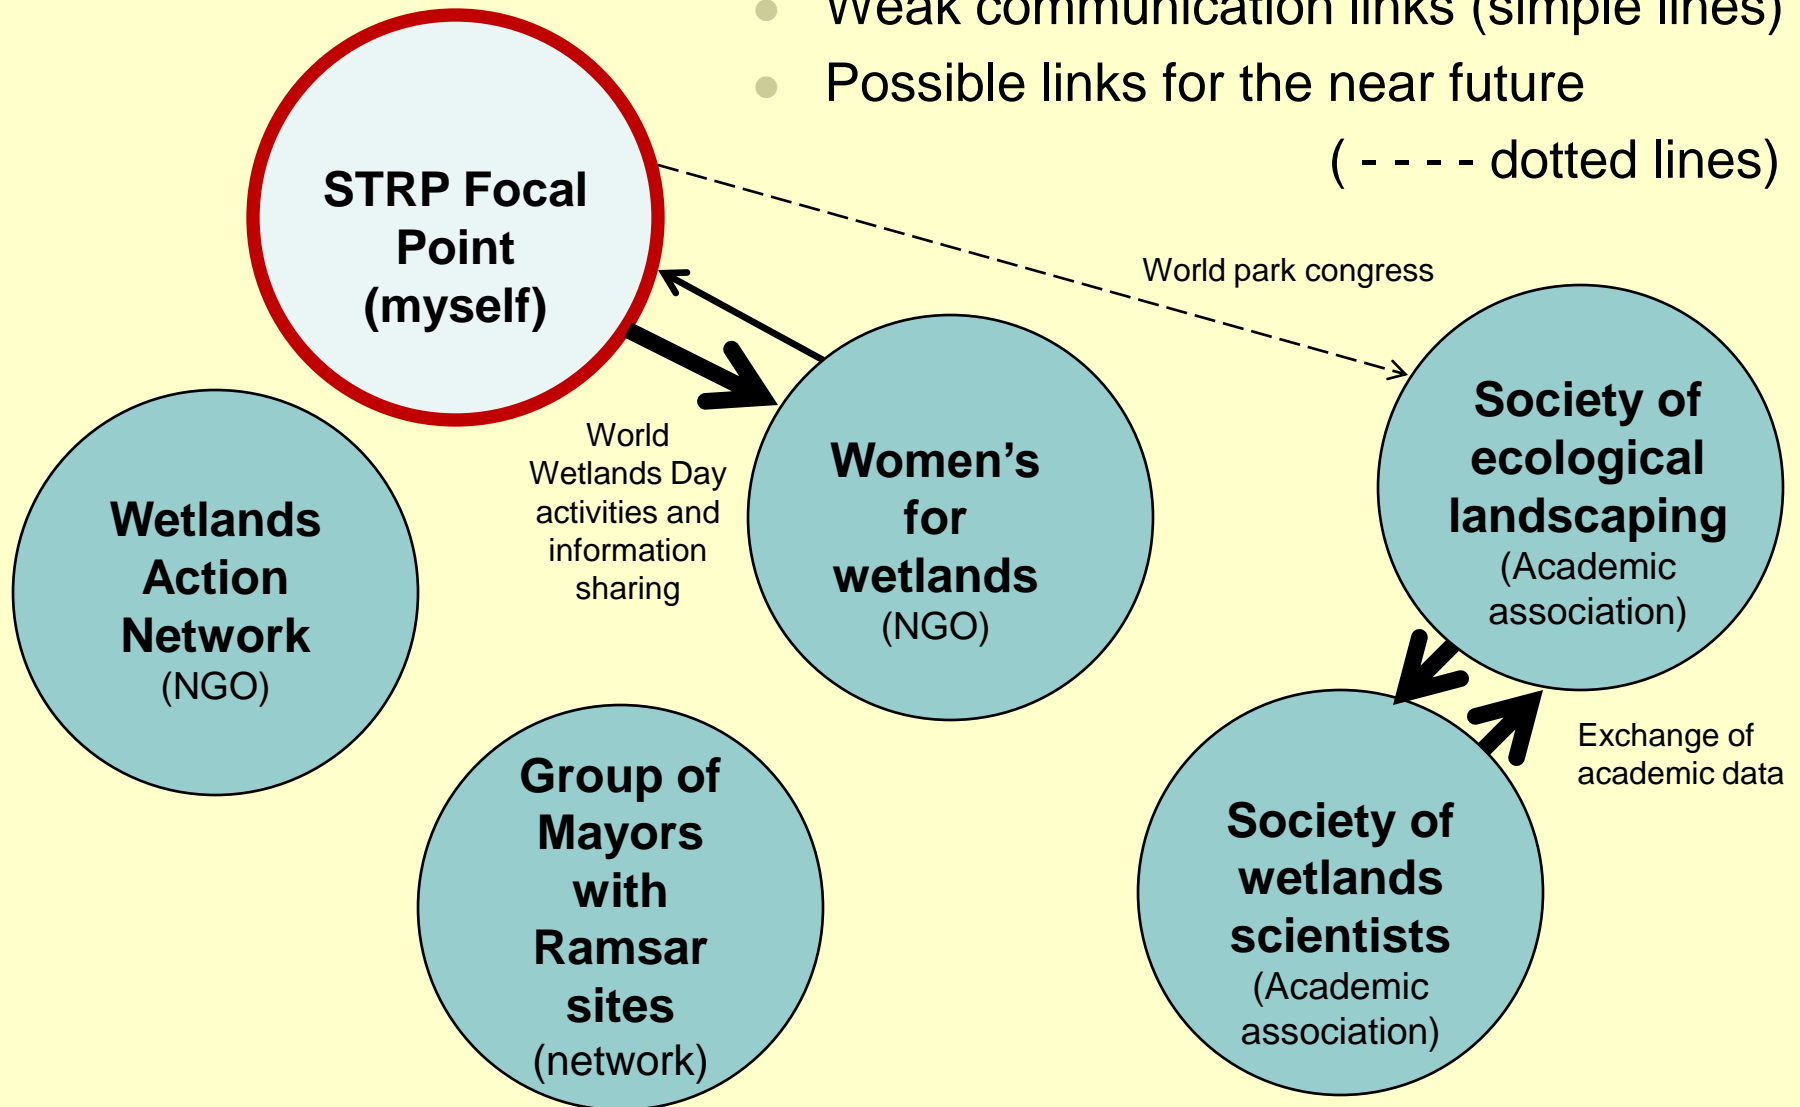 Weak communication links (simple lines)
Possible links for the near future
( - - - - dotted lines)
STRP Focal
Point
(myself)
World park congress
World
Wetlands Day
activities and
information
sharing
Women’s
for
wetlands
(NGO)
Society of
ecological
landscaping
(Academic
association)
Wetlands
Action
Network
(NGO)
Group of
Mayors
with
Ramsar
sites
(network)
Exchange of
academic data
Society of
wetlands
scientists
(Academic
association)